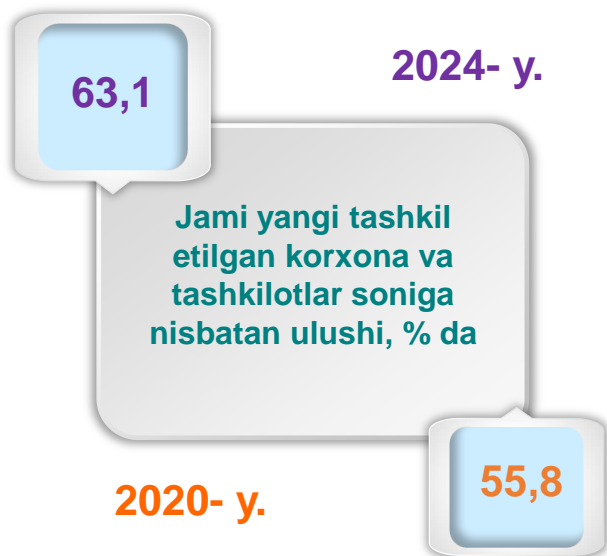 63,1
2024- y.
Jami yangi tashkil
etilgan korxona va
tashkilotlar soniga
nisbatan ulushi, % da
2020- y.
55,8